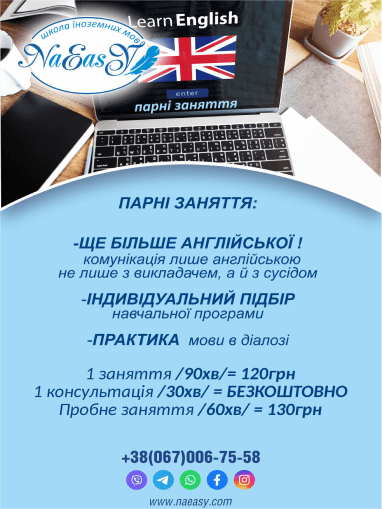 школа іноземних мов
NaEasY
Learn English
enter
парні заняття
ПАРНІ ЗАНЯТТЯ:
-ЩЕ БІЛЬШЕ АНГЛІЙСЬКОЇ !
комунікація лише англійською
не лише з викладачем, а й з сусідом
-ІНДИВІДУАЛЬНИЙ ПІДБІР
навчальної програми
-ПРАКТИКА мови в діалозі
1 заняття /90хв/= 120грн
1 консультація /30хв/ = БЕЗКОШТОВНО
Пробне заняття /60хв/ = 130грн
+38(067)006-75-58
www.naeasy.com